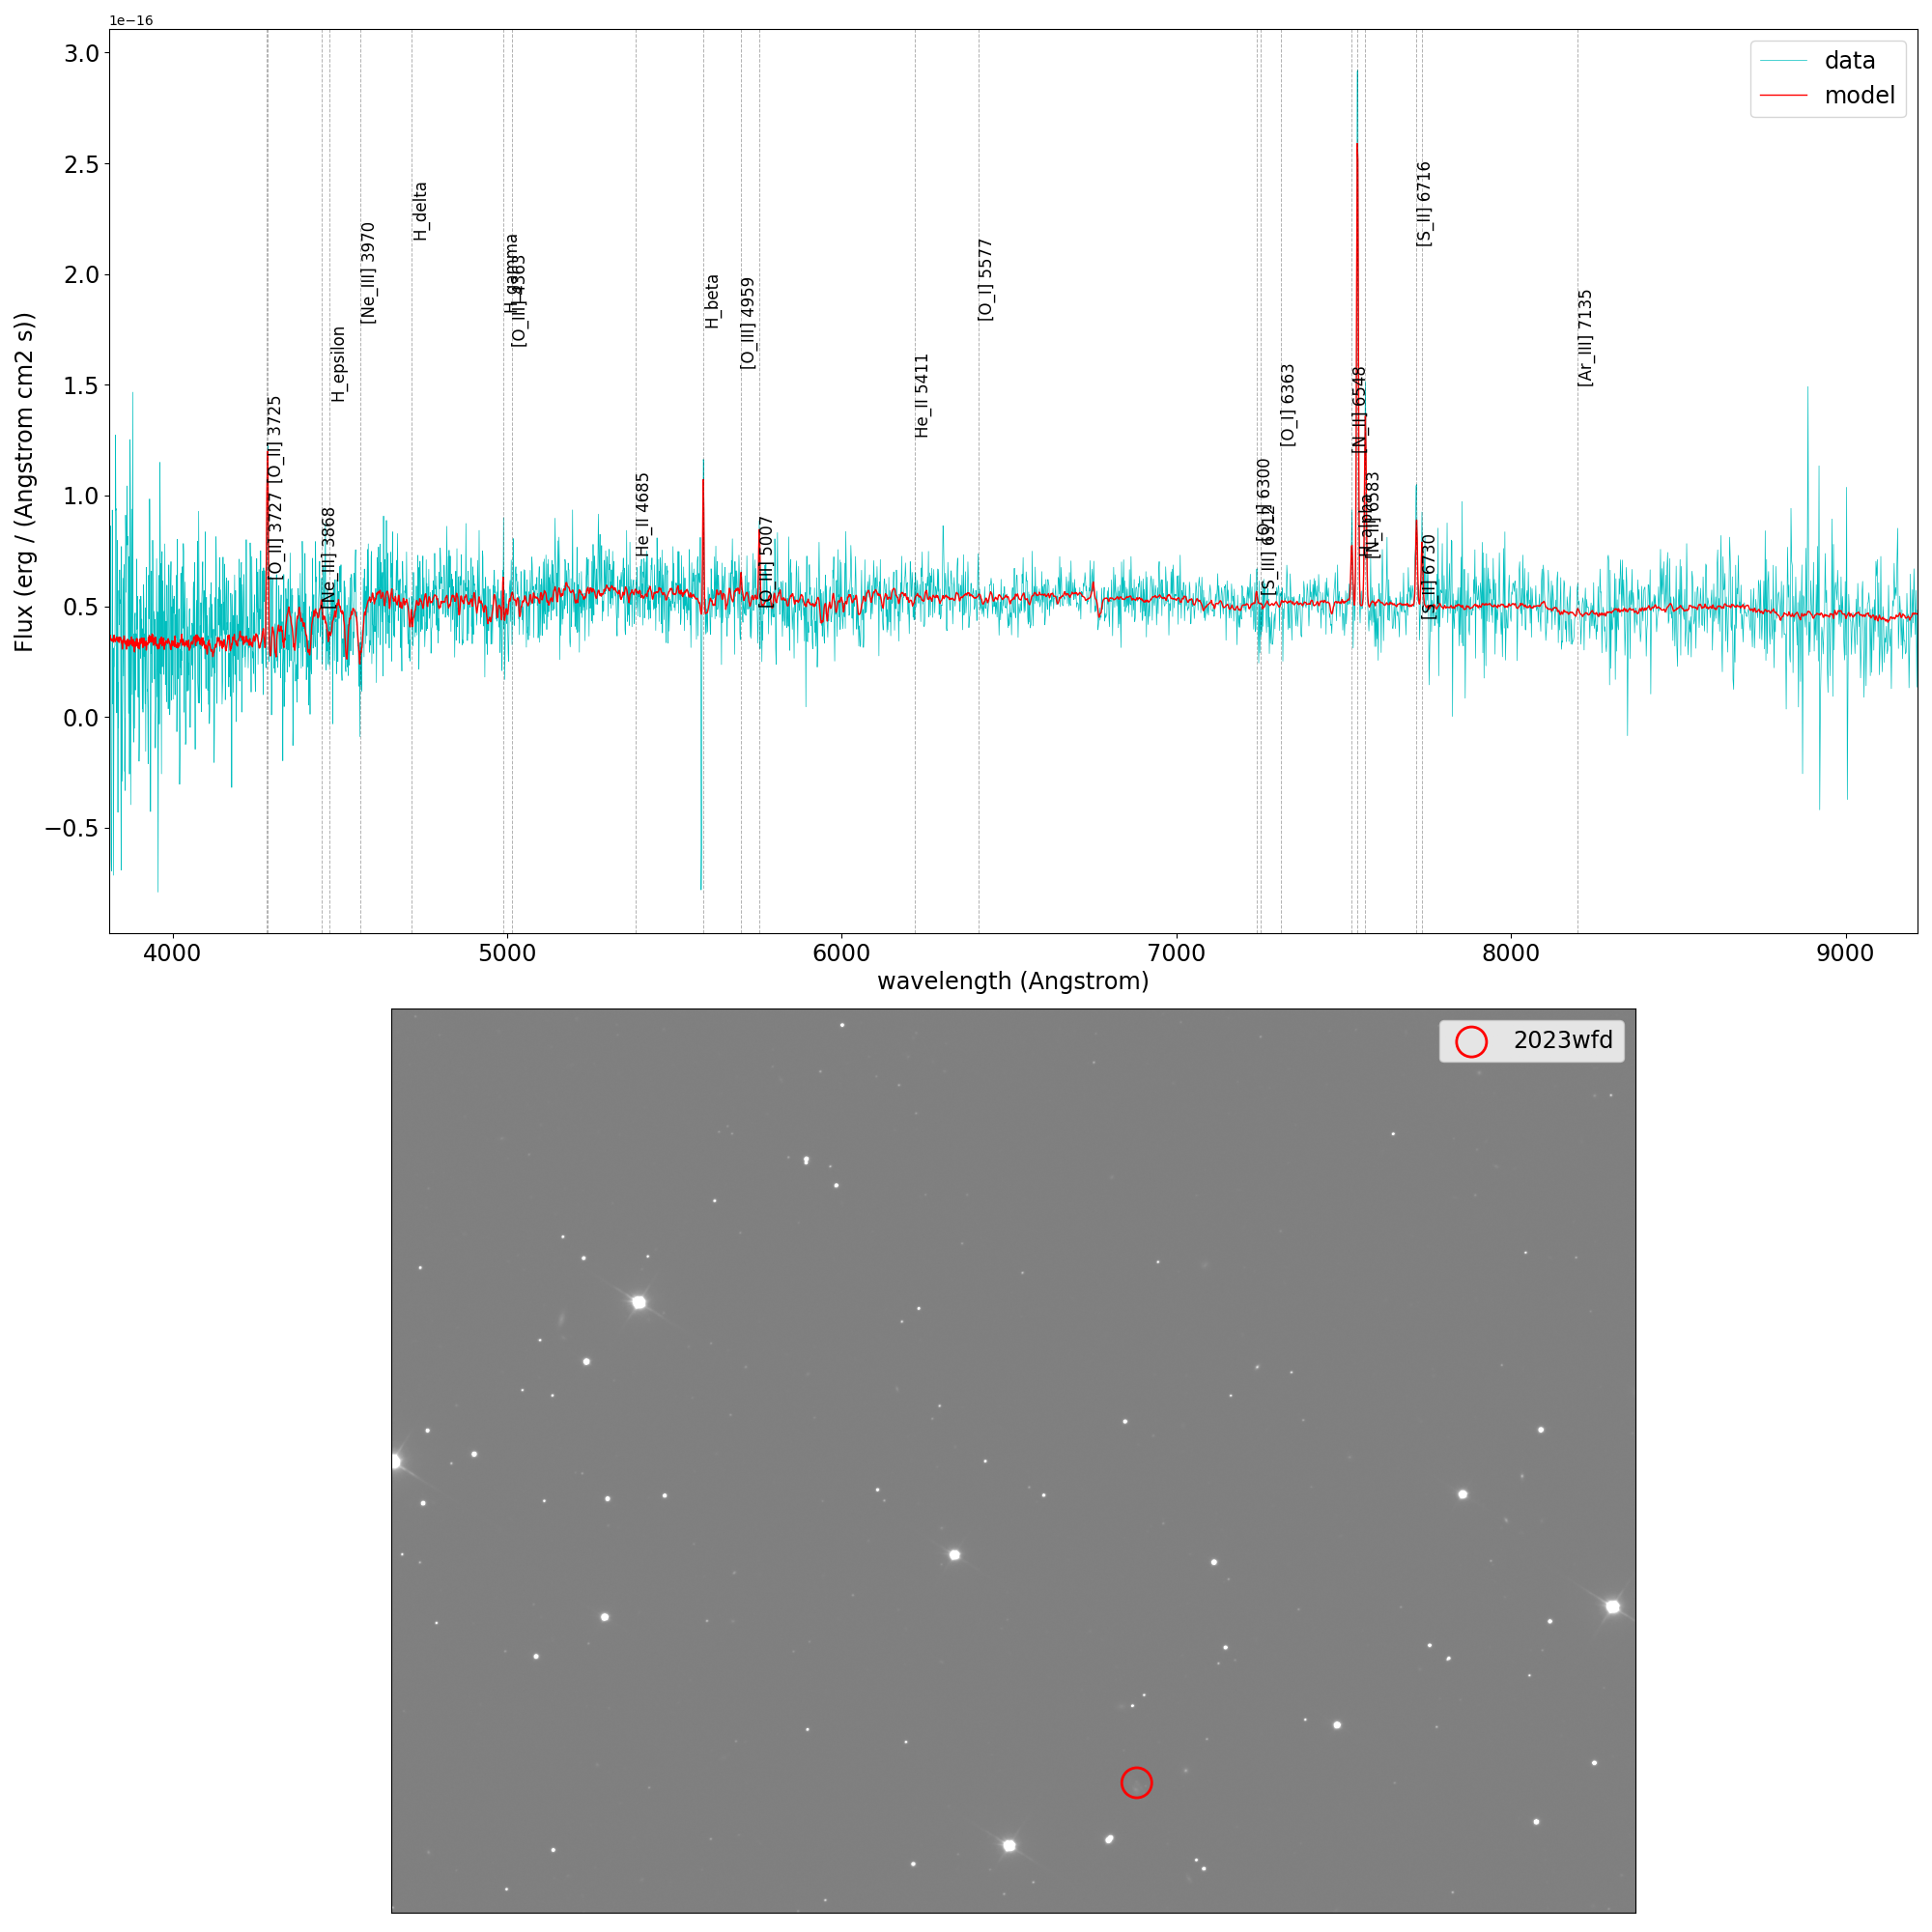 1e−16
3.0
2.5
2.0
1.5
1.0
0.5
0.0
−0.5
Flux (erg / (Angstrom cm2 s))
data
model
[O_II] 3725
[O_II] 3727
[Ne_III] 3868
H_epsilon
[Ne_III] 3970
H_delta
H_gamma
[O_III] 4363
He_II 4685
H_beta
[O_III] 4959
[O_III] 5007
He_II 5411
[O_I] 5577
[O_I] 6300
[S_III] 6312
[O_I] 6363
[N_II] 6548
H_alpha
[N_II] 6583
[S_II] 6716
[S_II] 6730
[Ar_III] 7135
4000
5000
6000
7000
8000
9000
wavelength (Angstrom)
2023wfd